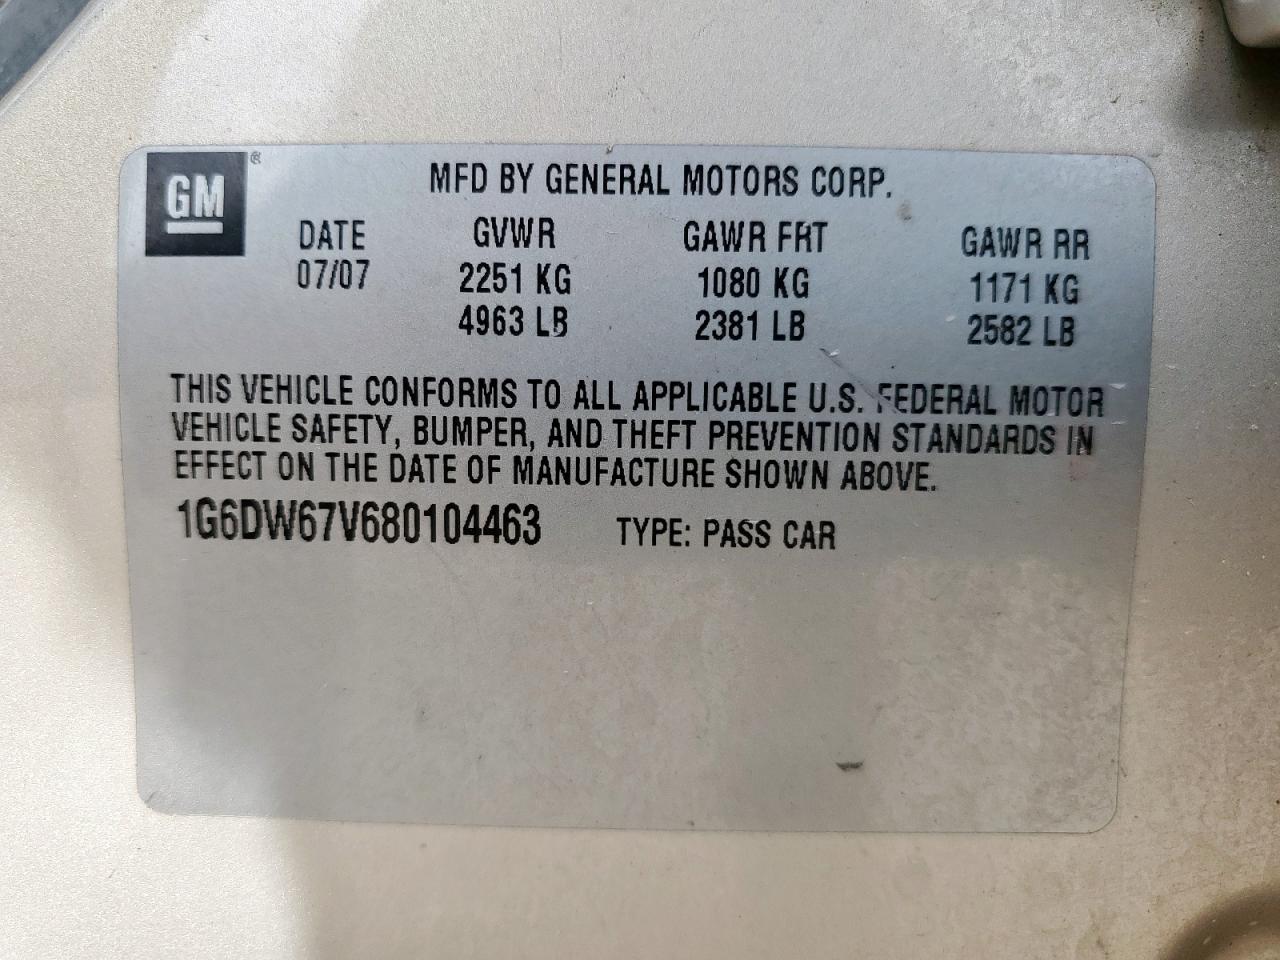 GM®
MFD BY GENERAL MOTORS CORP.
DATE GVWR GAWR FRT GAWR RR
07/07 2251 KG 1080 KG 1171 KG
4963 LB 2381 LB 2582 LB
THIS VEHICLE CONFORMS TO ALL APPLICABLE U.S. FEDERAL MOTOR
VEHICLE SAFETY, BUMPER, AND THEFT PREVENTION STANDARDS IN
EFFECT ON THE DATE OF MANUFACTURE SHOWN ABOVE.
1G6DW67V680104463 TYPE: PASS CAR